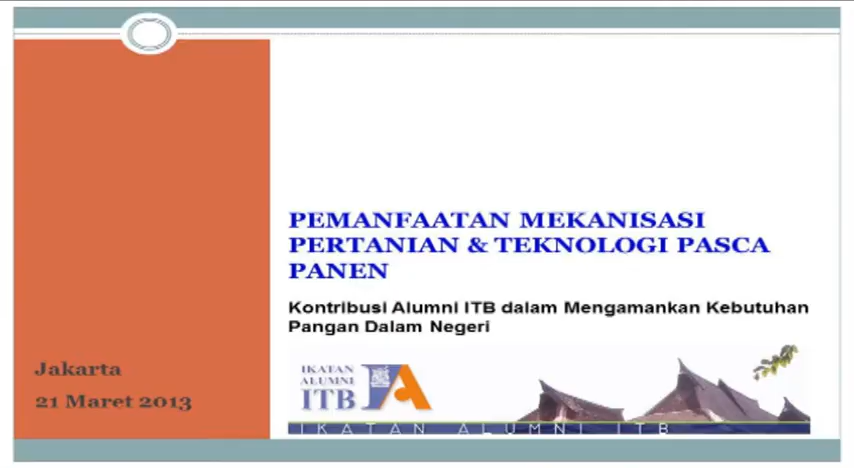 PEMANFAATAN MEKANISASI
PERTANIAN & TEKNOLOGI PASCA
PANEN
Kontribusi Alumni ITB dalam Mengamankan Kebutuhan
Pangan Dalam Negeri
Jakarta
21 Maret 2013
IKATAN
ALUMNI
ITB
IA
IKATAN ALUMNI ITB